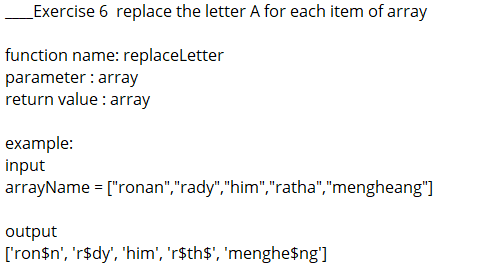 ____Exercise 6  replace the letter A for each item of array
function name: replaceLetter
parameter : array
return value : array
example:
input
arrayName = ["ronan","rady","him","ratha","mengheang"]
output
['ron$n', 'r$dy', 'him', 'r$th$', 'menghe$ng']